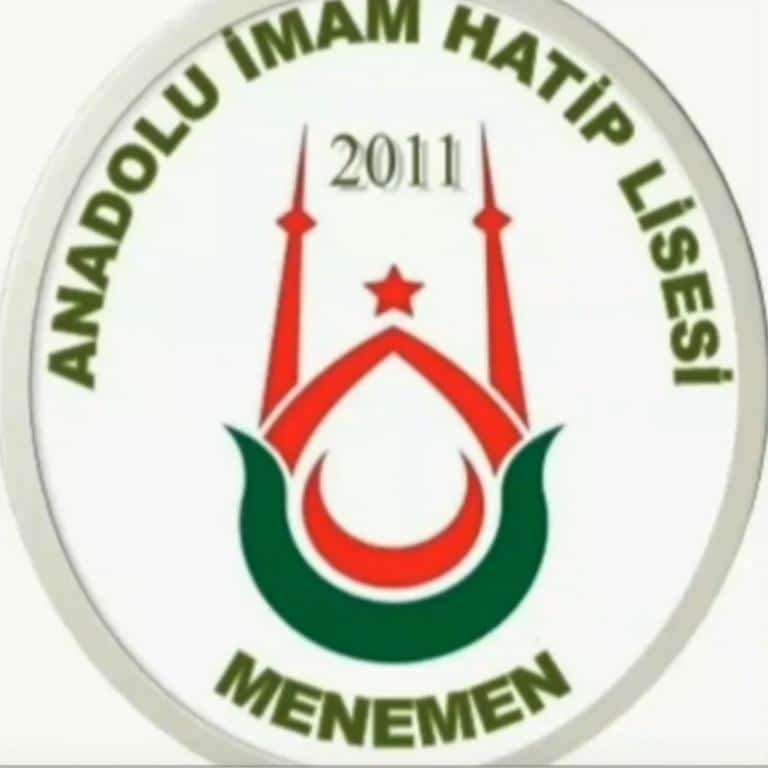 ANADOLU İMAM HATİP LİSESİ
2011
MENEMEN